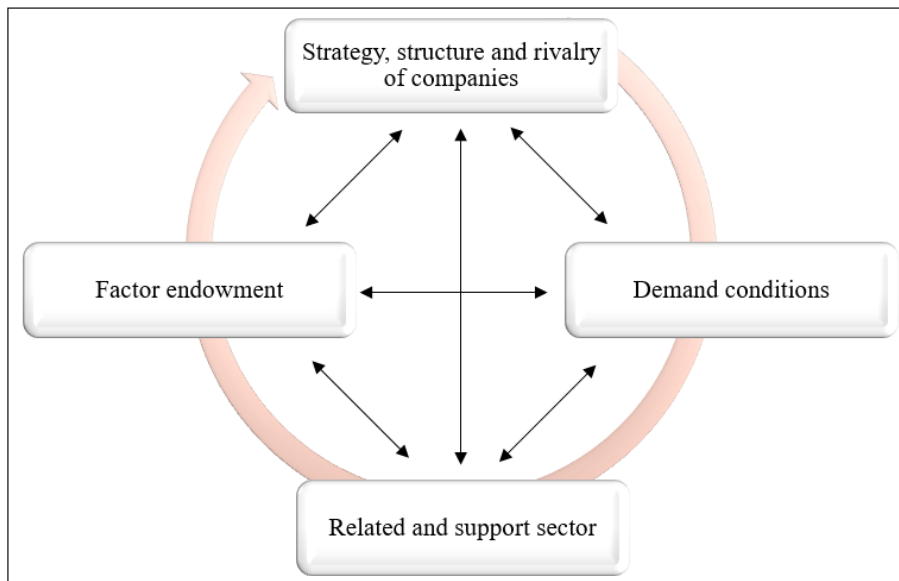 Strategy, structure and rivalry
of companies
Factor endowment
Demand conditions
Related and support sector